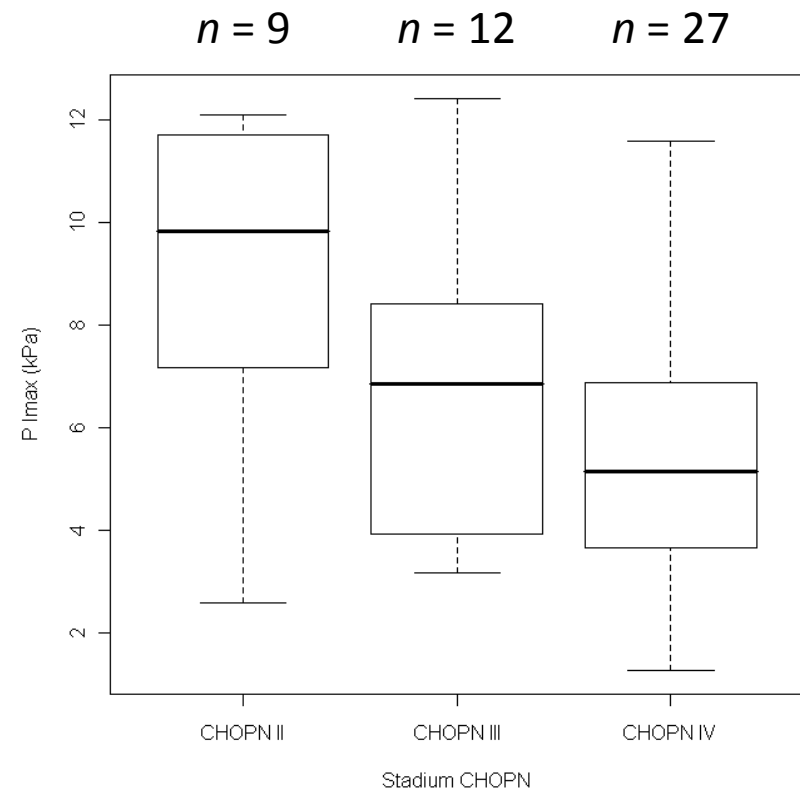 n = 9 n = 12 n = 27
12
10
8
6
4
2
P Imax (kPa)
CHOPN II CHOPN III CHOPN IV
Stadium CHOPN